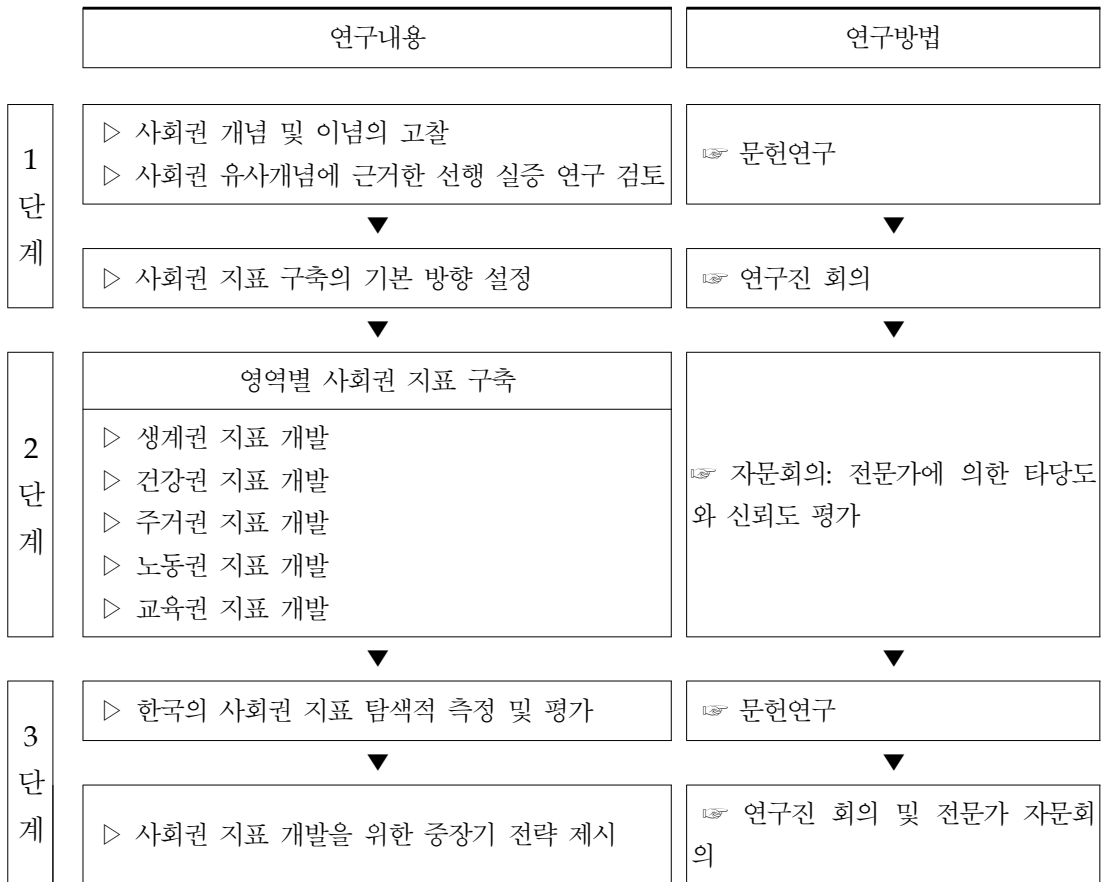 연구내용
연구방법
1
단
계
▷ 사회권 개념 및 이념의 고찰
▷ 사회권 유사개념에 근거한 선행 실증 연구 검토
☞ 문헌연구
▼
▼
▷ 사회권 지표 구축의 기본 방향 설정
☞ 연구진 회의
▼
▼
2
단
계
영역별 사회권 지표 구축
▷ 생계권 지표 개발
▷ 건강권 지표 개발
▷ 주거권 지표 개발
▷ 노동권 지표 개발
▷ 교육권 지표 개발
☞ 자문회의: 전문가에 의한 타당도
와 신뢰도 평가
▼
▼
3
단
계
▷ 한국의 사회권 지표 탐색적 측정 및 평가
☞ 문헌연구
▼
▼
▷ 사회권 지표 개발을 위한 중장기 전략 제시
☞ 연구진 회의 및 전문가 자문회
의